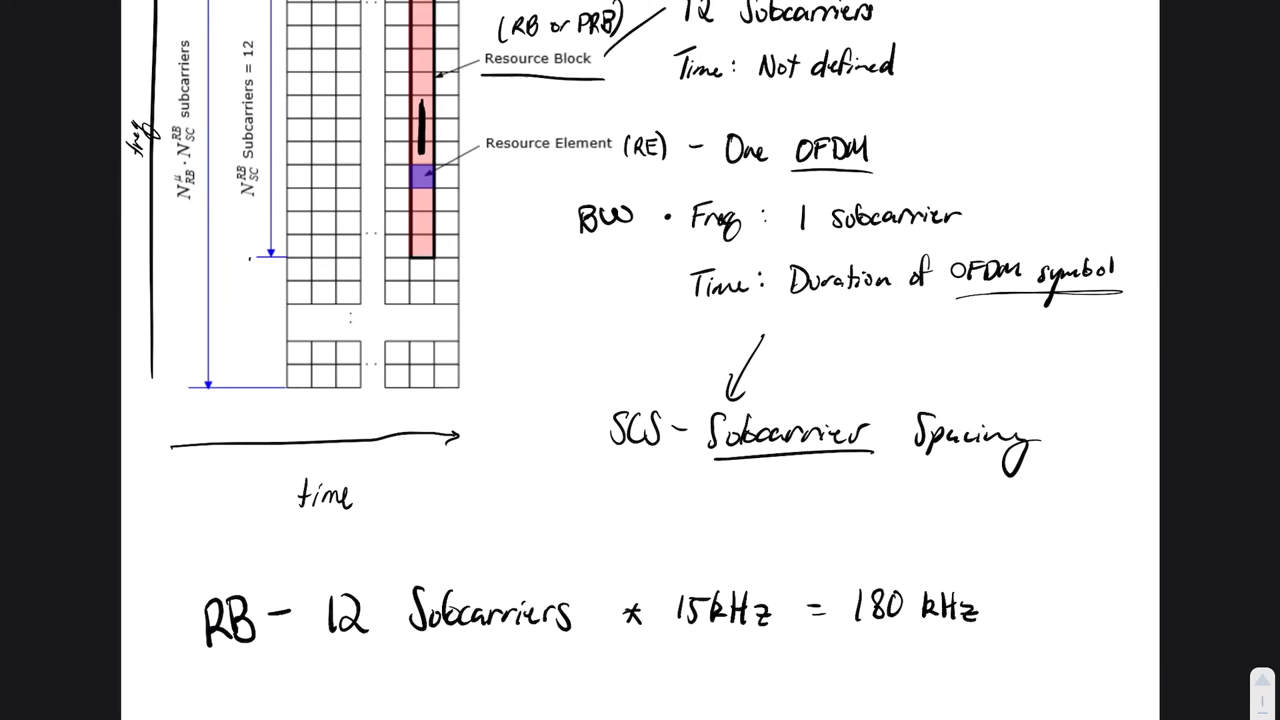 (RB or PRB)
12 Subcarriers
Resource Block
Time: Not defined
freq
N^μ_RB · N^RB_SC subcarriers
N^RB_SC Subcarriers = 12
Resource Element (RE) - One OFDM
BW · Freq: 1 subcarrier
Time: Duration of OFDM symbol
SCS - Subcarrier Spacing
time
RB - 12 Subcarriers * 15kHz = 180 kHz